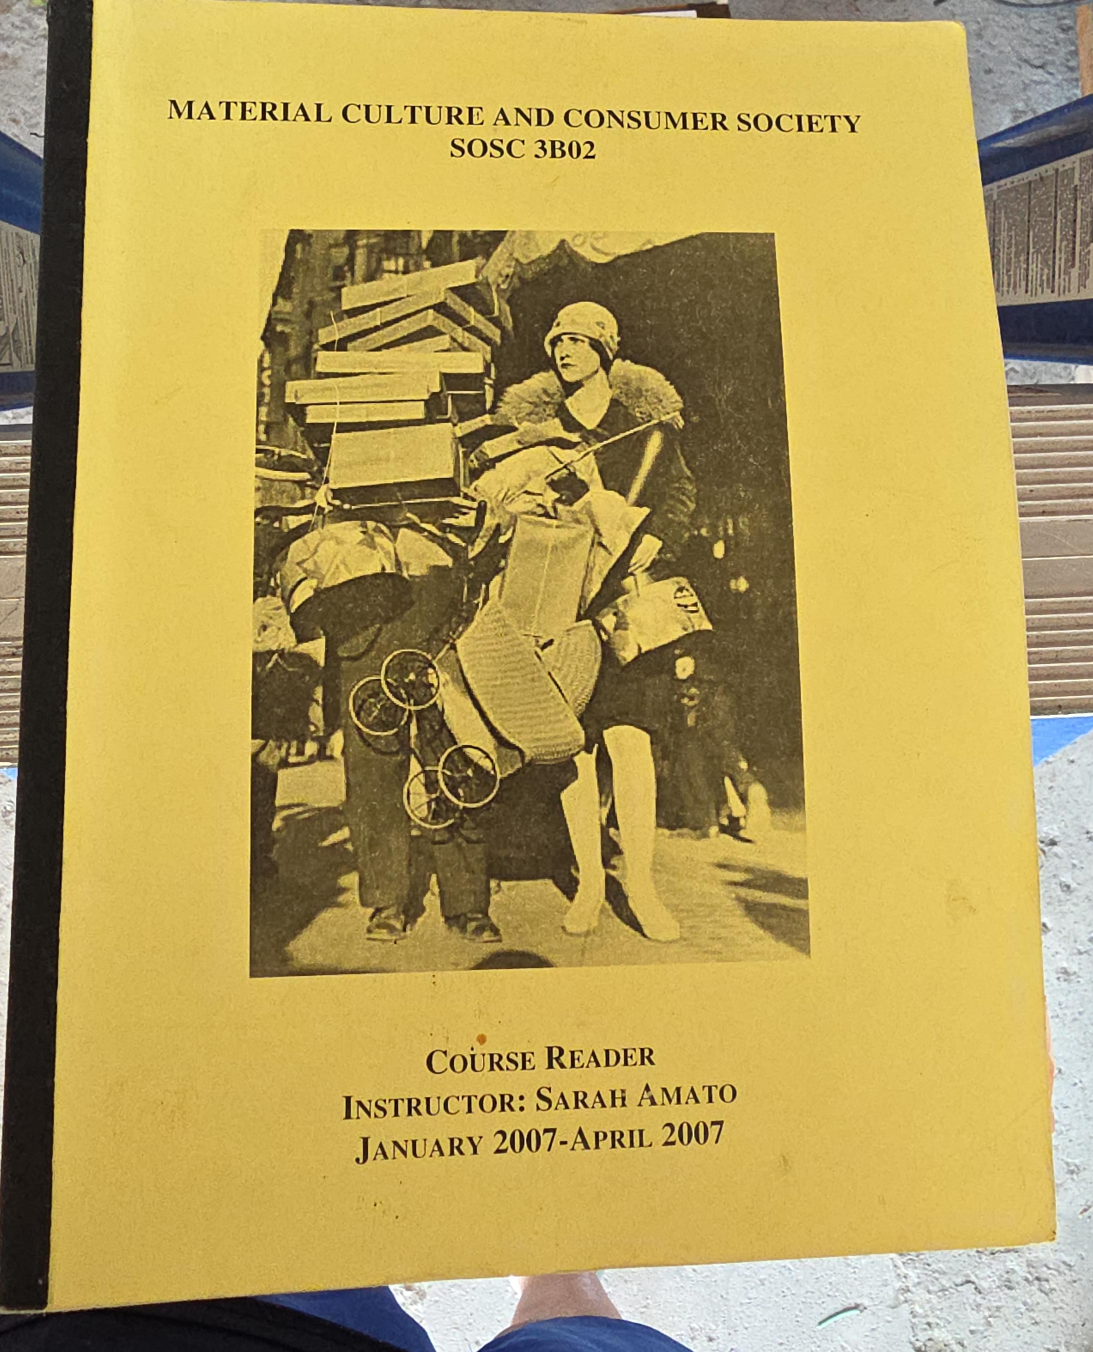 MATERIAL CULTURE AND CONSUMER SOCIETY
SOSC 3B02
COURSE READER
INSTRUCTOR: SARAH AMATO
JANUARY 2007-APRIL 2007